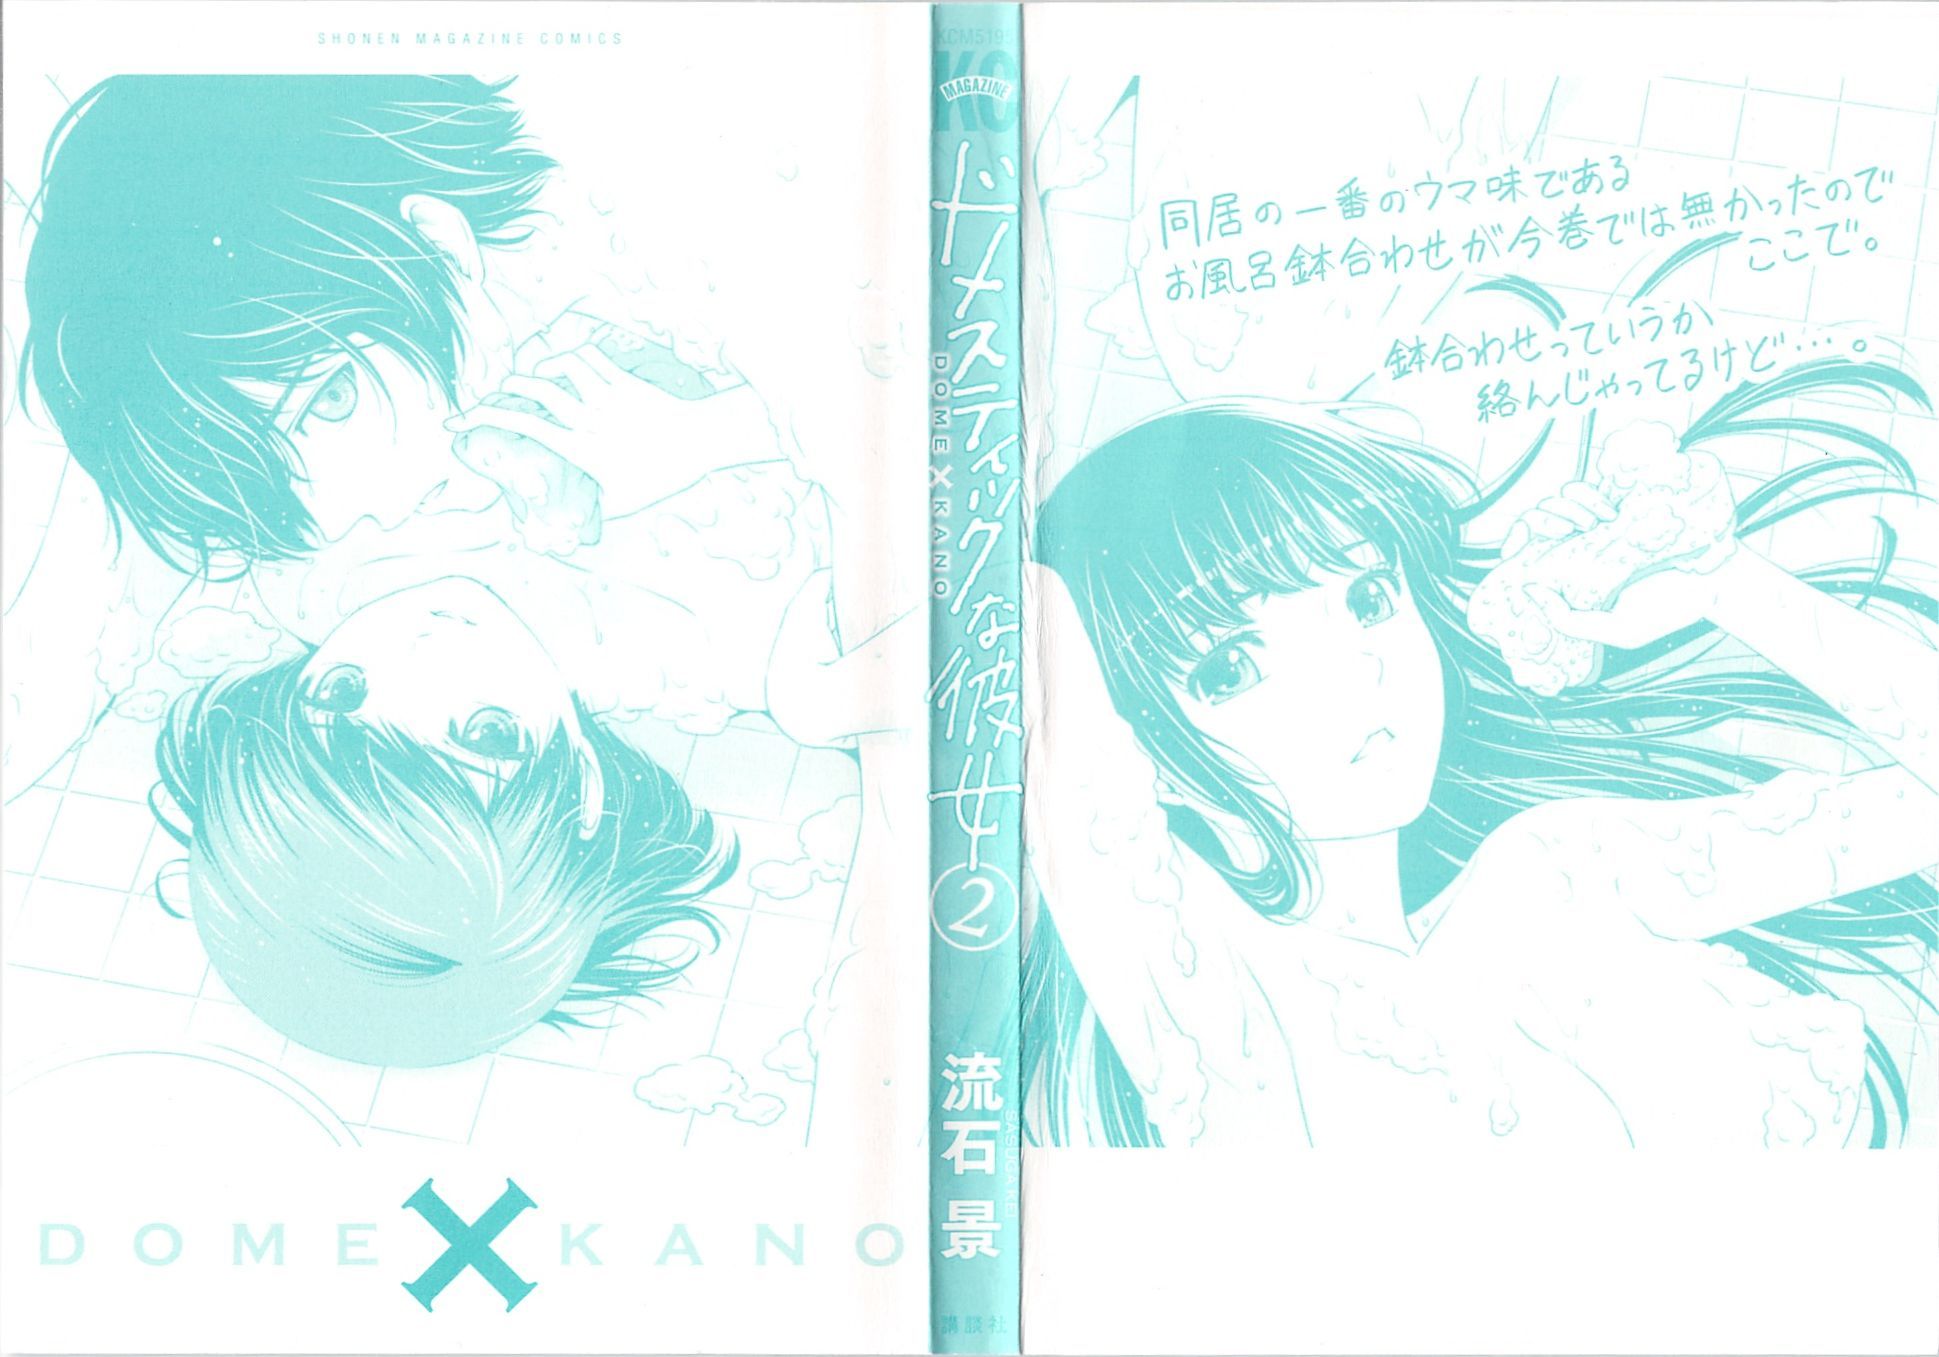 SHONEN MAGAZINE COMICS
DOME×KANO
KCM5195
KC
MAGAZINE
ドメスティックな彼女
DOME×KANO
②
流石景
SASUGA KEI
講談社
同居の一番のウマ味である
お風呂鉢合わせが今巻では無かったので
ここで。
鉢合わせっていうか
絡んじゃってるけど…。